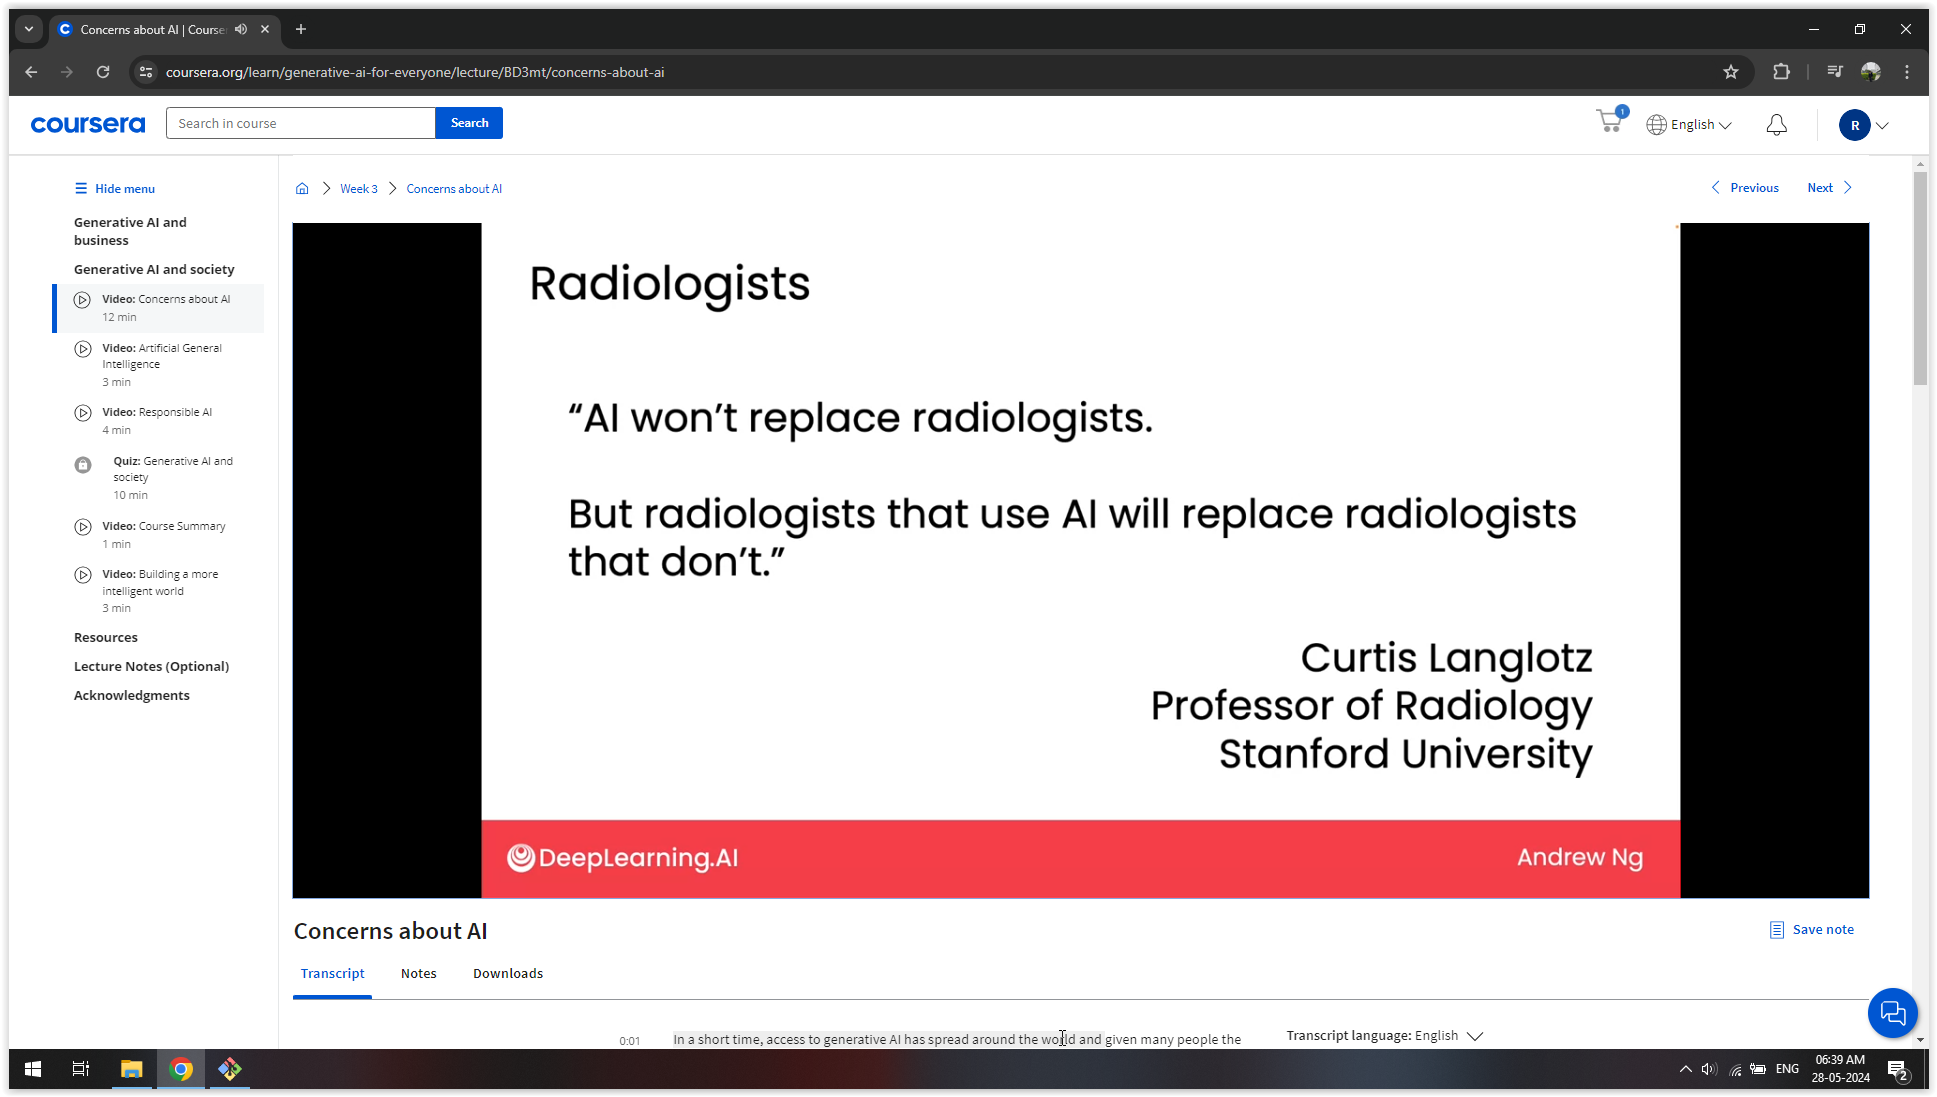 Concerns about AI | Course
coursera.org/learn/generative-ai-for-everyone/lecture/BD3mt/concerns-about-ai
coursera
Search in course
Search
1
English
R
Hide menu
Week 3
Concerns about AI
Previous
Next
Generative AI and
business
Generative AI and society
Video: Concerns about AI
12 min
Video: Artificial General
Intelligence
3 min
Video: Responsible AI
4 min
Quiz: Generative AI and
society
10 min
Video: Course Summary
1 min
Video: Building a more
intelligent world
3 min
Resources
Lecture Notes (Optional)
Acknowledgments
Radiologists
“AI won’t replace radiologists.
But radiologists that use AI will replace radiologists
that don’t.”
Curtis Langlotz
Professor of Radiology
Stanford University
DeepLearning.AI
Andrew Ng
Concerns about AI
Save note
Transcript
Notes
Downloads
0:01
In a short time, access to generative AI has spread around the world and given many people the
Transcript language: English
ENG
06:39 AM
28-05-2024
2